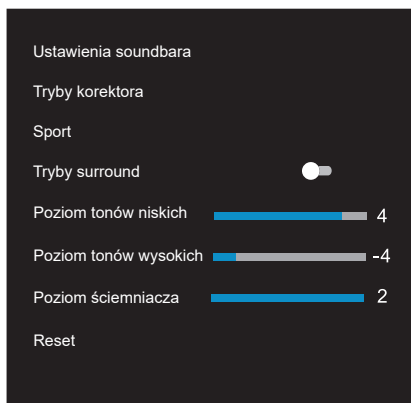 Ustawienia soundbara
Tryby korektora
Sport
Tryby surround
Poziom tonów niskich 4
Poziom tonów wysokich -4
Poziom ściemniacza 2
Reset